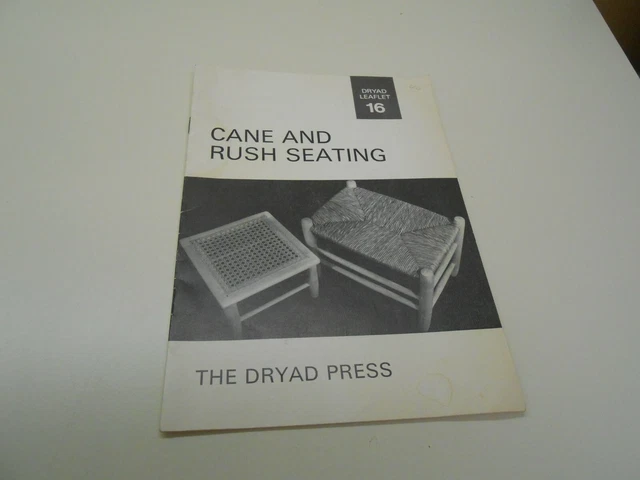 DRYAD
LEAFLET
16
CANE AND
RUSH SEATING
THE DRYAD PRESS